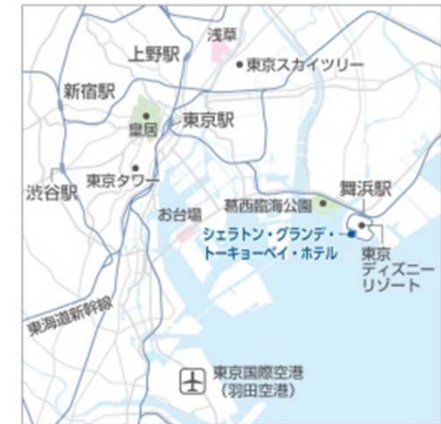 浅草
上野駅
東京スカイツリー
新宿駅
東京駅
皇居
東京タワー
渋谷駅
舞浜駅
葛西臨海公園
お台場
シェラトン・グランデ・
トーキョーベイ・ホテル
東京
ディズニー
リゾート
東海道新幹線
東京国際空港
（羽田空港）